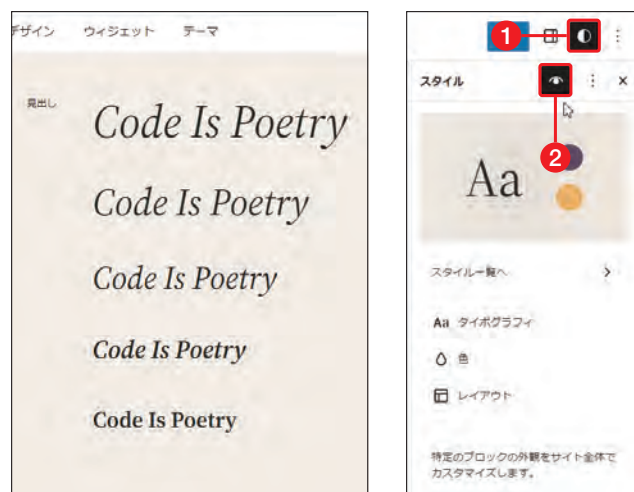 デザイン ウィジェット テーマ
見出し
Code Is Poetry
Code Is Poetry
Code Is Poetry
Code Is Poetry
Code Is Poetry
1
スタイル
2
Aa
スタイル一覧へ
Aa タイポグラフィ
色
レイアウト
特定のブロックの外観をサイト全体で
カスタマイズします。